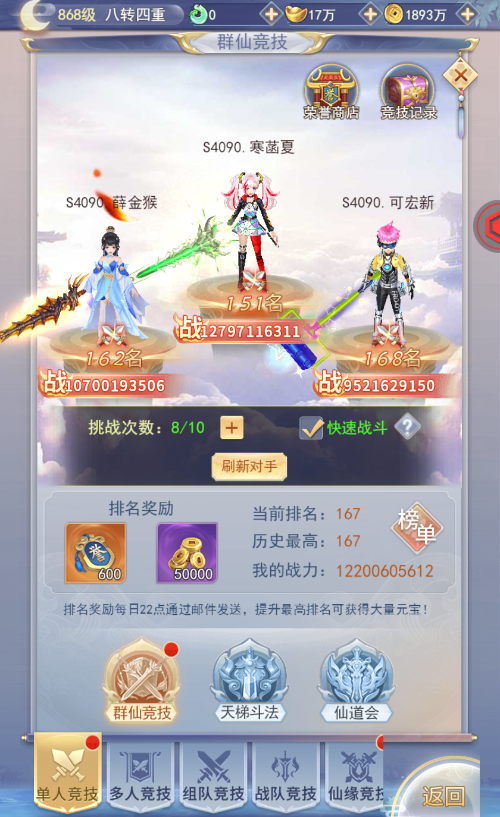 868级 八转四重 0 17万 1893万
群仙竞技
荣誉商店 竞技记录
S4090.寒菡夏
S4090.薛金猴 S4090.可宏新
151名
战12797116311
162名 168名
战10700193506 战9521629150
挑战次数：8/10 快速战斗
刷新对手
排名奖励 当前排名：167
榜单
历史最高：167
誉
600 50000 我的战力：12200605612
排名奖励每日22点通过邮件发送，提升最高排名可获得大量元宝！
群仙竞技 天梯斗法 仙道会
单人竞技 多人竞技 组队竞技 战队竞技 仙缘竞技 返回